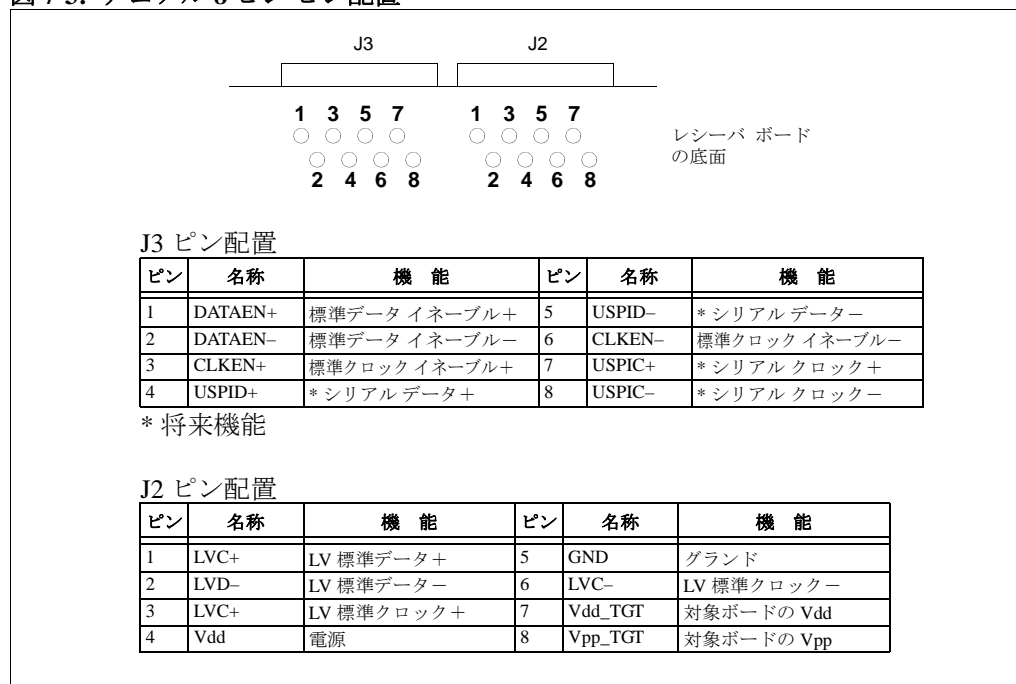 J3 J2
1 3 5 7 1 3 5 7
レシーバ ボード
の底面
2 4 6 8 2 4 6 8
J3 ピン配置
ピン 名称 機 能 ピン 名称 機 能
1 DATAEN+ 標準データ イネーブル＋ 5 USPID– * シリアル データ－
2 DATAEN– 標準データ イネーブル－ 6 CLKEN– 標準クロック イネーブル－
3 CLKEN+ 標準クロック イネーブル＋ 7 USPIC+ * シリアル クロック＋
4 USPID+ * シリアル データ＋ 8 USPIC– * シリアル クロック－
* 将来機能
J2 ピン配置
ピン 名称 機 能 ピン 名称 機 能
1 LVC+ LV 標準データ＋ 5 GND グランド
2 LVD– LV 標準データ－ 6 LVC– LV 標準クロック－
3 LVC+ LV 標準クロック＋ 7 Vdd_TGT 対象ボードの Vdd
4 Vdd 電源 8 Vpp_TGT 対象ボードの Vpp